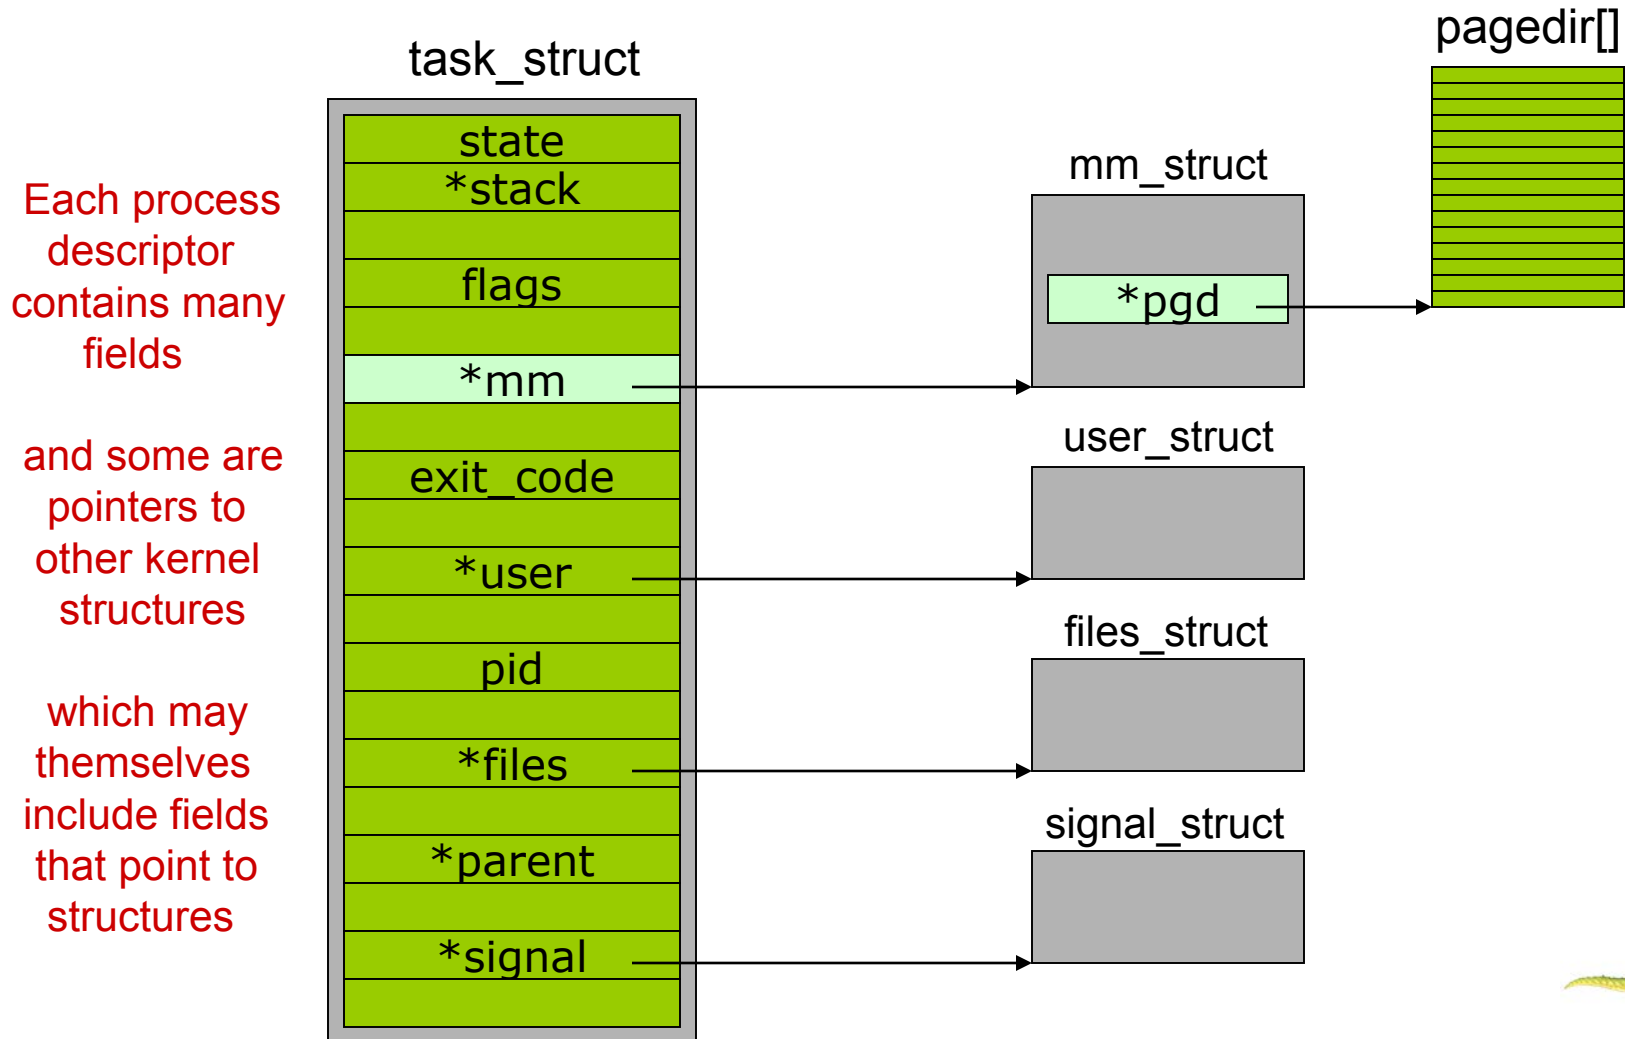 Each process
descriptor
contains many
fields
and some are
pointers to
other kernel
structures
which may
themselves
include fields
that point to
structures
task_struct
state
*stack
flags
*mm
exit_code
*user
pid
*files
*parent
*signal
mm_struct
*pgd
user_struct
files_struct
signal_struct
pagedir[]